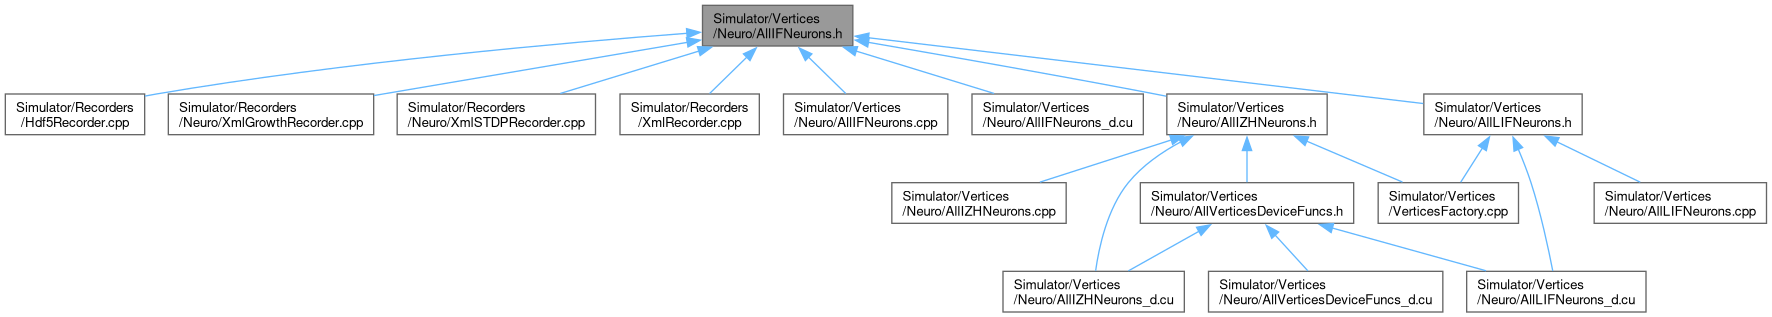 Simulator/Vertices
/Neuro/AllIFNeurons.h
Simulator/Recorders
/Hdf5Recorder.cpp
Simulator/Recorders
/Neuro/XmlGrowthRecorder.cpp
Simulator/Recorders
/Neuro/XmlSTDPRecorder.cpp
Simulator/Recorders
/XmlRecorder.cpp
Simulator/Vertices
/Neuro/AllIFNeurons.cpp
Simulator/Vertices
/Neuro/AllIFNeurons_d.cu
Simulator/Vertices
/Neuro/AllIZHNeurons.h
Simulator/Vertices
/Neuro/AllLIFNeurons.h
Simulator/Vertices
/Neuro/AllIZHNeurons.cpp
Simulator/Vertices
/Neuro/AllVerticesDeviceFuncs.h
Simulator/Vertices
/VerticesFactory.cpp
Simulator/Vertices
/Neuro/AllLIFNeurons.cpp
Simulator/Vertices
/Neuro/AllIZHNeurons_d.cu
Simulator/Vertices
/Neuro/AllVerticesDeviceFuncs_d.cu
Simulator/Vertices
/Neuro/AllLIFNeurons_d.cu